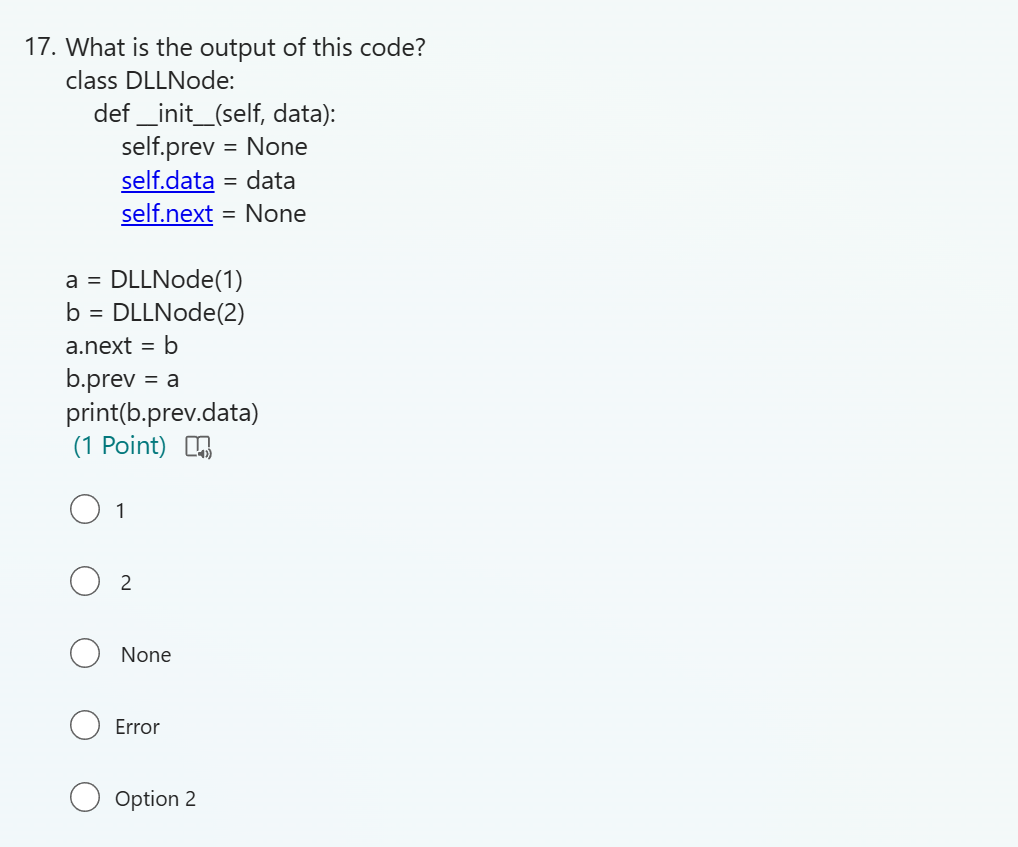 17. What is the output of this code?
class DLLNode:
def __init__(self, data):
self.prev = None
self.data = data
self.next = None
a = DLLNode(1)
b = DLLNode(2)
a.next = b
b.prev = a
print(b.prev.data)
(1 Point)
1
2
None
Error
Option 2